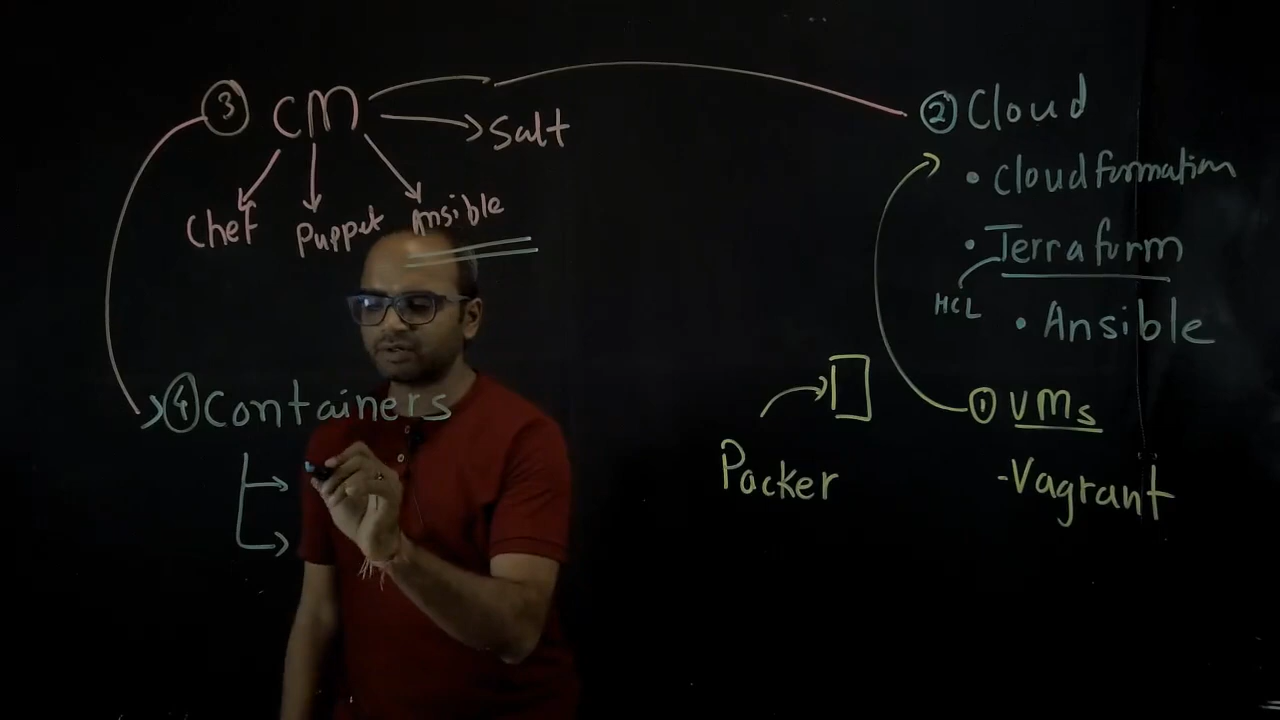 ③ CM
Salt
Chef Puppet Ansible
② Cloud
• Cloudformation
• Terraform
HCL
• Ansible
① VMs
- Vagrant
Packer
④ Containers